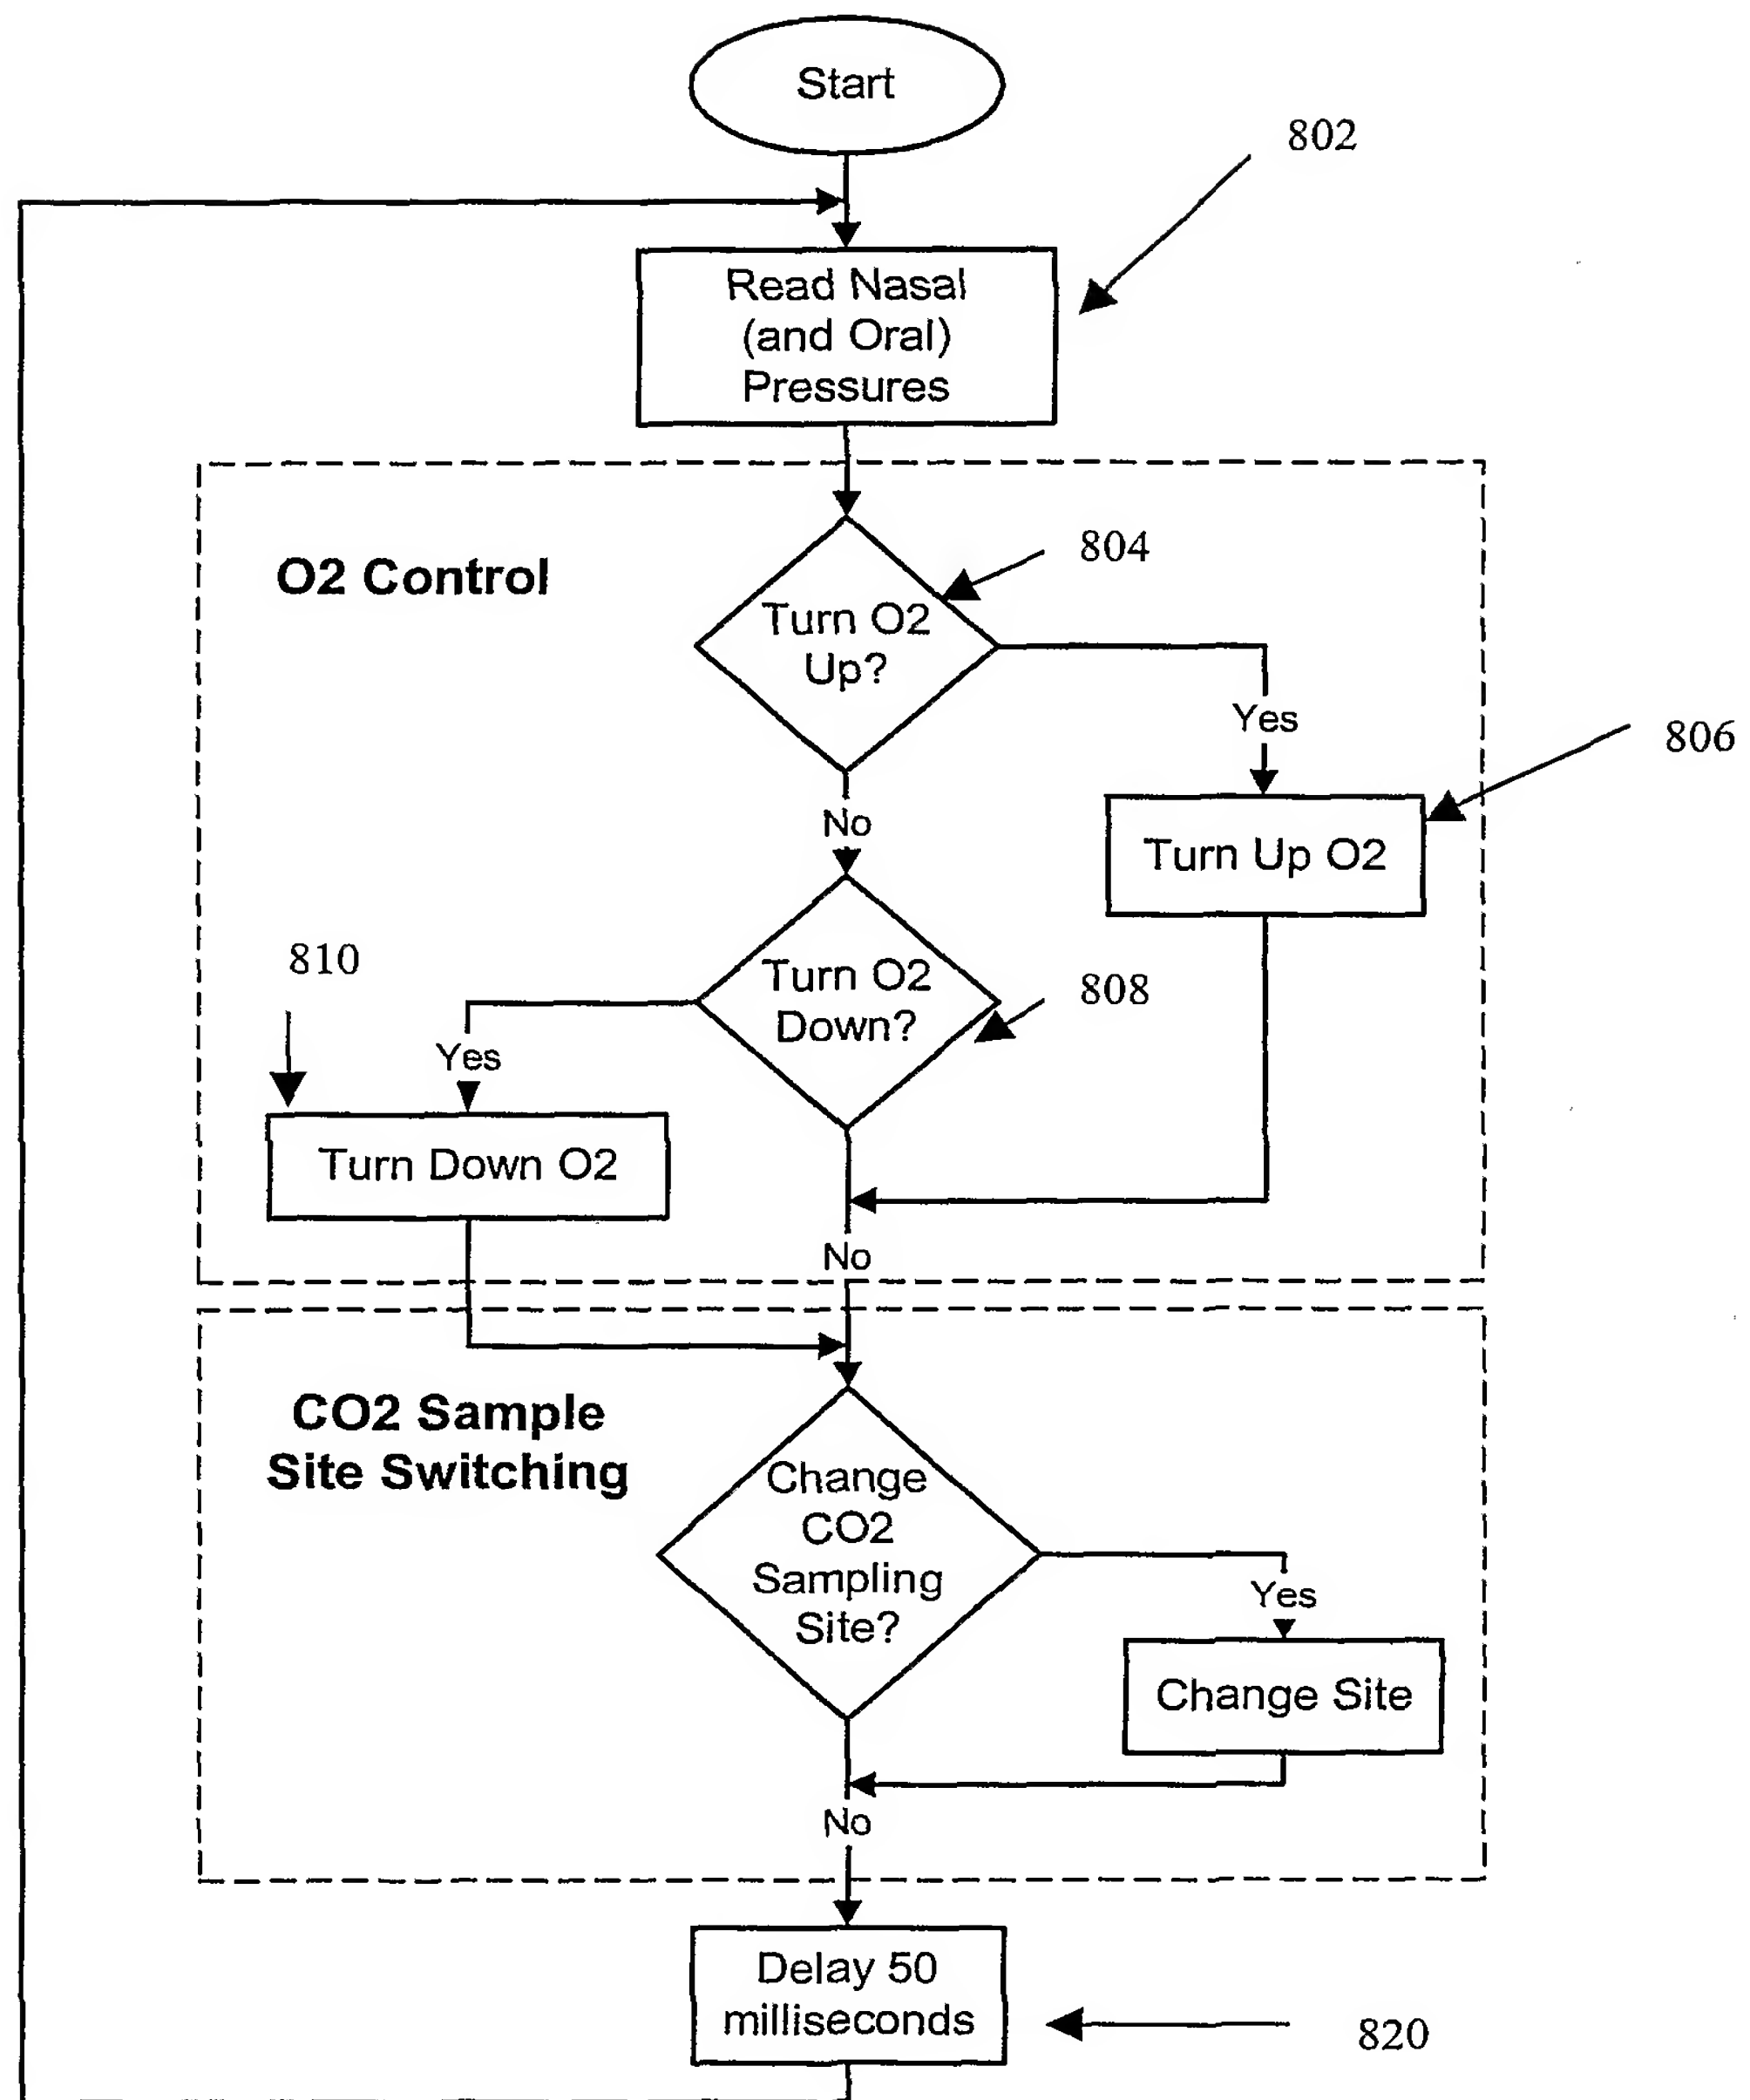 Start
802
Read Nasal
(and Oral)
Pressures
O2 Control
804
Turn O2
Up?
Yes
806
No
Turn Up O2
810
Turn O2
Down?
808
Yes
Turn Down O2
No
CO2 Sample
Site Switching
Change
CO2
Sampling
Site?
Yes
Change Site
No
Delay 50
milliseconds
820